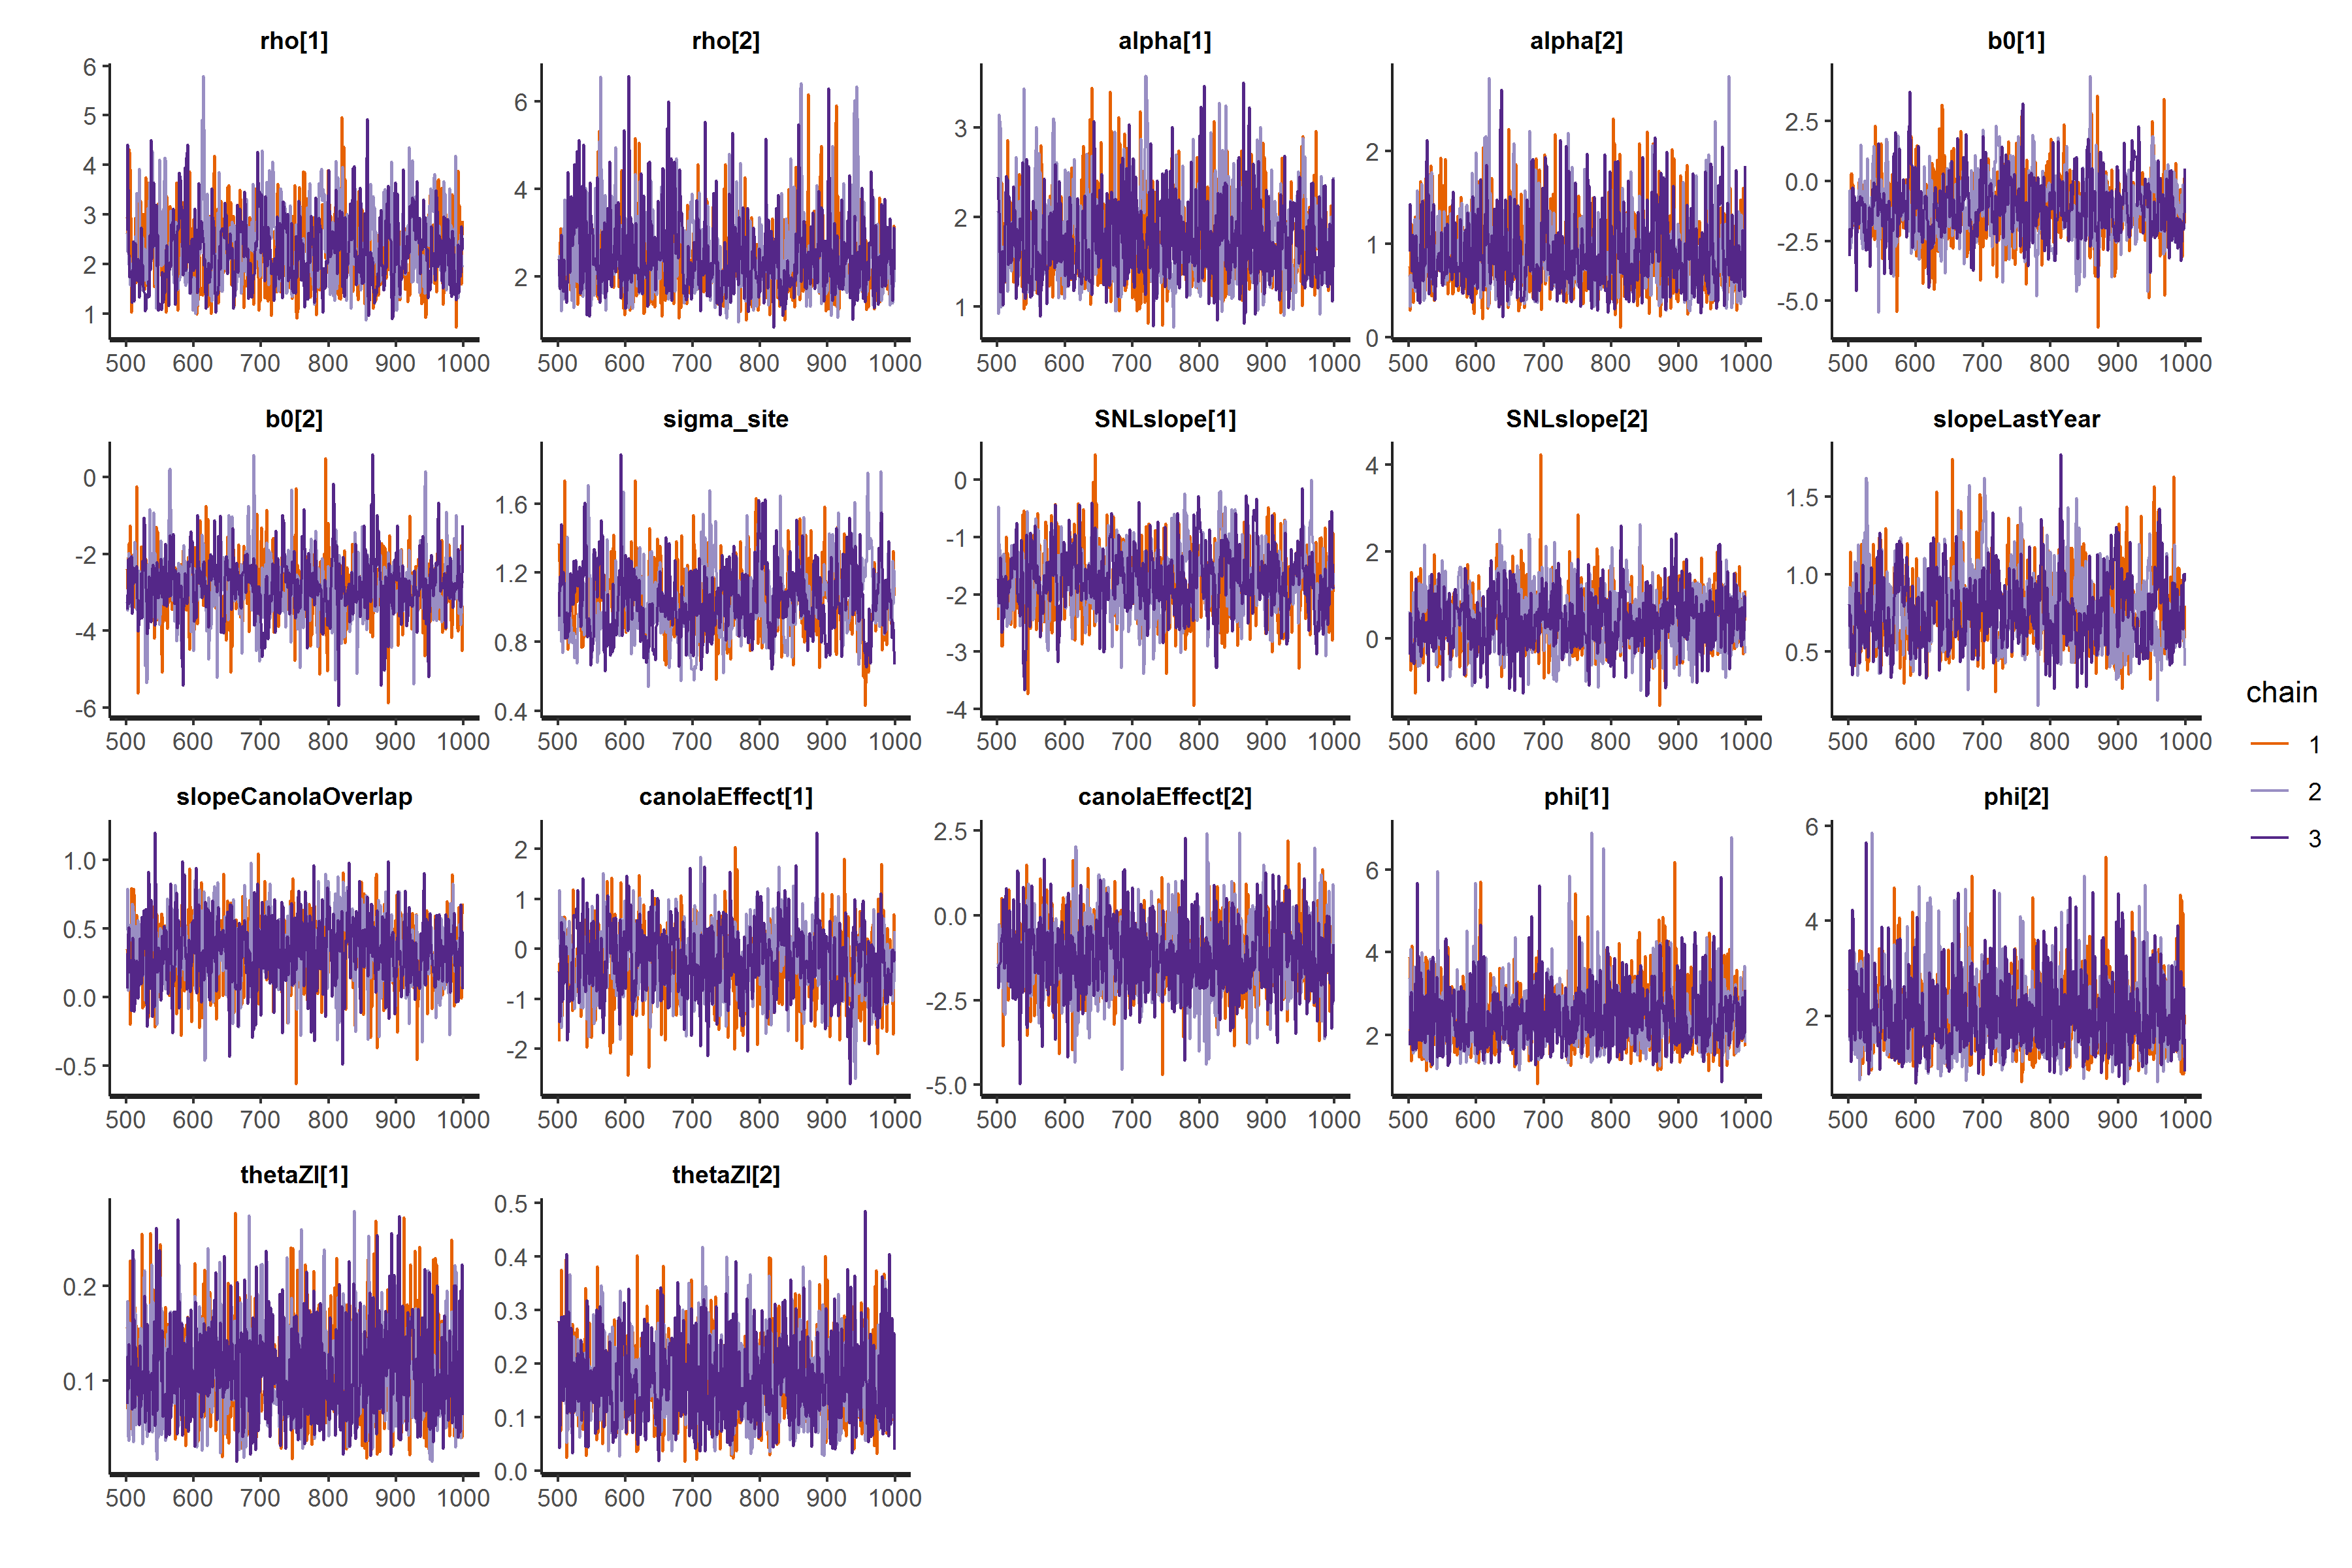 rho[1] rho[2] alpha[1] alpha[2] b0[1]
6 5 4 3 2 1
6 4 2
3 2 1
2 1 0
2.5 0.0 -2.5 -5.0
500 600 700 800 900 1000 500 600 700 800 900 1000 500 600 700 800 900 1000 500 600 700 800 900 1000 500 600 700 800 900 1000
b0[2] sigma_site SNLslope[1] SNLslope[2] slopeLastYear
0 -2 -4 -6
1.6 1.2 0.8 0.4
0 -1 -2 -3 -4
4 2 0
1.5 1.0 0.5
500 600 700 800 900 1000 500 600 700 800 900 1000 500 600 700 800 900 1000 500 600 700 800 900 1000 500 600 700 800 900 1000
slopeCanolaOverlap canolaEffect[1] canolaEffect[2] phi[1] phi[2]
1.0 0.5 0.0 -0.5
2 1 0 -1 -2
2.5 0.0 -2.5 -5.0
6 4 2
6 4 2
500 600 700 800 900 1000 500 600 700 800 900 1000 500 600 700 800 900 1000 500 600 700 800 900 1000 500 600 700 800 900 1000
thetaZI[1] thetaZI[2]
0.2 0.1
0.5 0.4 0.3 0.2 0.1 0.0
500 600 700 800 900 1000 500 600 700 800 900 1000
chain
1
2
3